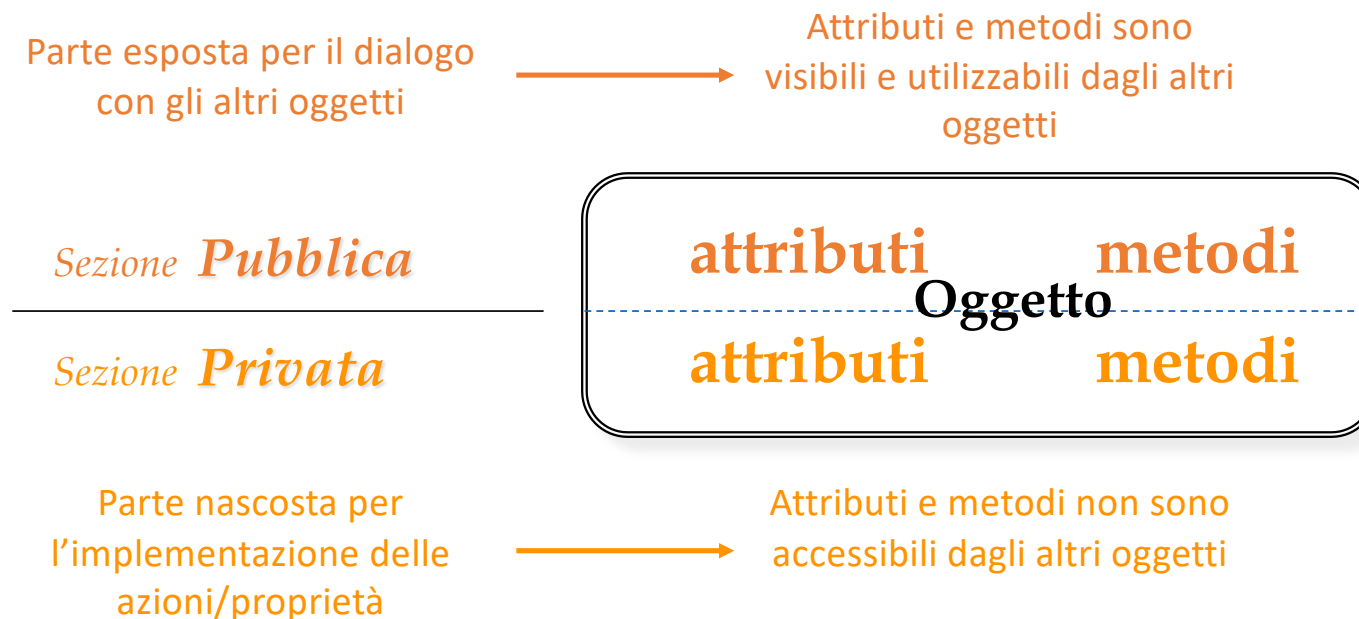 Parte esposta per il dialogo
con gli altri oggetti
Attributi e metodi sono
visibili e utilizzabili dagli altri
oggetti
Sezione Pubblica
attributi metodi
Oggetto
Sezione Privata
attributi metodi
Parte nascosta per
l’implementazione delle
azioni/proprietà
Attributi e metodi non sono
accessibili dagli altri oggetti